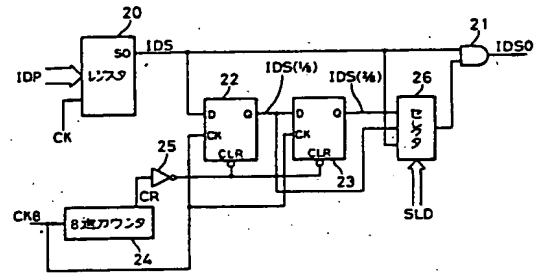 20
21
SO
IDS
IDSO
IDP
レジスタ
22
IDS(1/8)
IDS(2/8)
26
D
Q
D
Q
セレクタ
CK
CK
25
CLR
CLR
23
CR
SLD
CK8
8進カウンタ
24